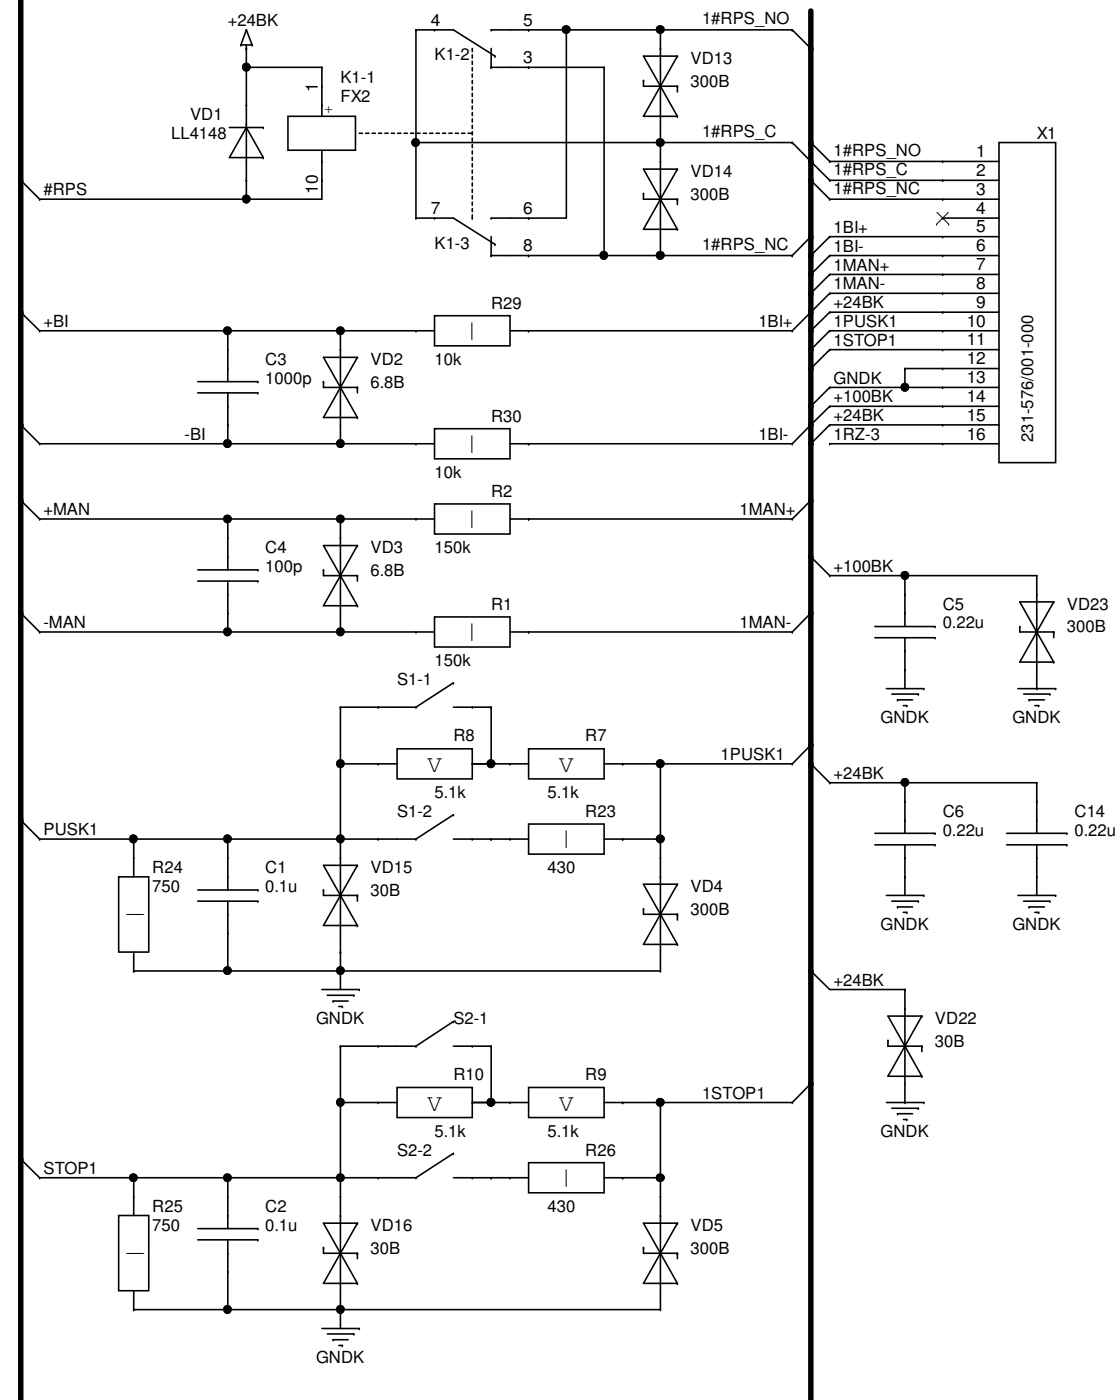 +24BK
4
5
1#RPS_NO
K1-2
3
VD13
300B
K1-1
FX2
1
+
VD1
LL4148
10
#RPS
1#RPS_C
VD14
300B
7
6
K1-3
8
1#RPS_NC
X1
1#RPS_NO 1
1#RPS_C 2
1#RPS_NC 3
4
1BI+ 5
1BI- 6
1MAN+ 7
1MAN- 8
+24BK 9
1PUSK1 10
1STOP1 11
12
GNDK 13
+100BK 14
+24BK 15
1RZ-3 16
231-576/001-000
+BI
R29
10k
1BI+
C3
1000p
VD2
6.8B
-BI
R30
10k
1BI-
+MAN
R2
150k
1MAN+
C4
100p
VD3
6.8B
-MAN
R1
150k
1MAN-
+100BK
C5
0.22u
VD23
300B
GNDK
GNDK
S1-1
R8
V
5.1k
R7
V
5.1k
1PUSK1
S1-2
R23
430
PUSK1
R24
750
C1
0.1u
VD15
30B
VD4
300B
GNDK
+24BK
C6
0.22u
C14
0.22u
GNDK
GNDK
S2-1
R10
V
5.1k
R9
V
5.1k
1STOP1
S2-2
R26
430
STOP1
R25
750
C2
0.1u
VD16
30B
VD5
300B
GNDK
+24BK
VD22
30B
GNDK